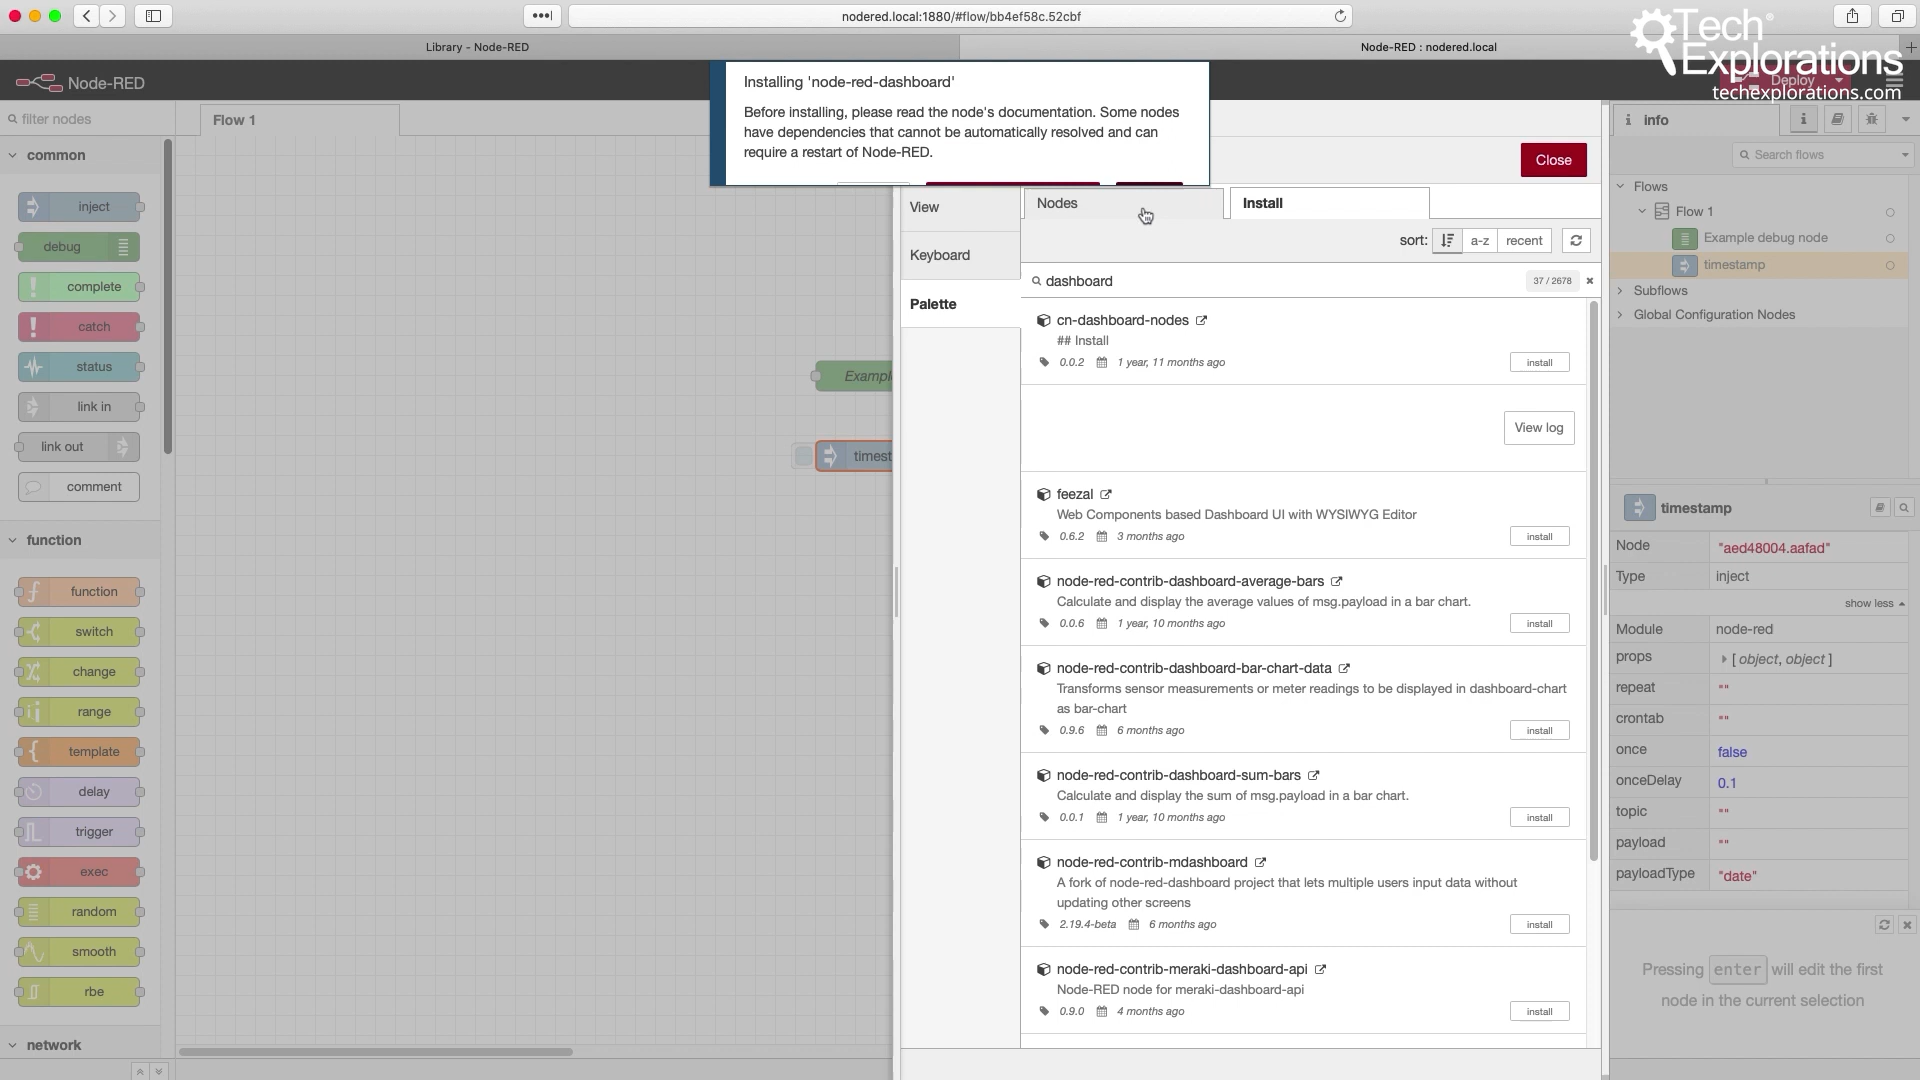 nodered.local:1880/#flow/bb4ef58c.52cbf
Library - Node-RED
Node-RED : nodered.local
Tech
Explorations
techexplorations.com
Node-RED
Deploy
filter nodes
common
inject
debug
complete
catch
status
link in
link out
comment
function
function
switch
change
range
template
delay
trigger
exec
random
smooth
rbe
network
Flow 1
Exampl
timest
Installing 'node-red-dashboard'
Before installing, please read the node's documentation. Some nodes
have dependencies that cannot be automatically resolved and can
require a restart of Node-RED.
Close
View
Keyboard
Palette
Nodes
Install
sort:
a-z
recent
dashboard
37 / 2678
cn-dashboard-nodes
## Install
0.0.2 1 year, 11 months ago
install
View log
feezal
Web Components based Dashboard UI with WYSIWYG Editor
0.6.2 3 months ago
install
node-red-contrib-dashboard-average-bars
Calculate and display the average values of msg.payload in a bar chart.
0.0.6 1 year, 10 months ago
install
node-red-contrib-dashboard-bar-chart-data
Transforms sensor measurements or meter readings to be displayed in dashboard-chart
as bar-chart
0.9.6 6 months ago
install
node-red-contrib-dashboard-sum-bars
Calculate and display the sum of msg.payload in a bar chart.
0.0.1 1 year, 10 months ago
install
node-red-contrib-mdashboard
A fork of node-red-dashboard project that lets multiple users input data without
updating other screens
2.19.4-beta 6 months ago
install
node-red-contrib-meraki-dashboard-api
Node-RED node for meraki-dashboard-api
0.9.0 4 months ago
install
info
Search flows
Flows
Flow 1
Example debug node
timestamp
Subflows
Global Configuration Nodes
timestamp
Node "aed48004.aafad"
Type inject
show less
Module node-red
props [ object, object ]
repeat ""
crontab ""
once false
onceDelay 0.1
topic ""
payload ""
payloadType "date"
Pressing enter will edit the first
node in the current selection